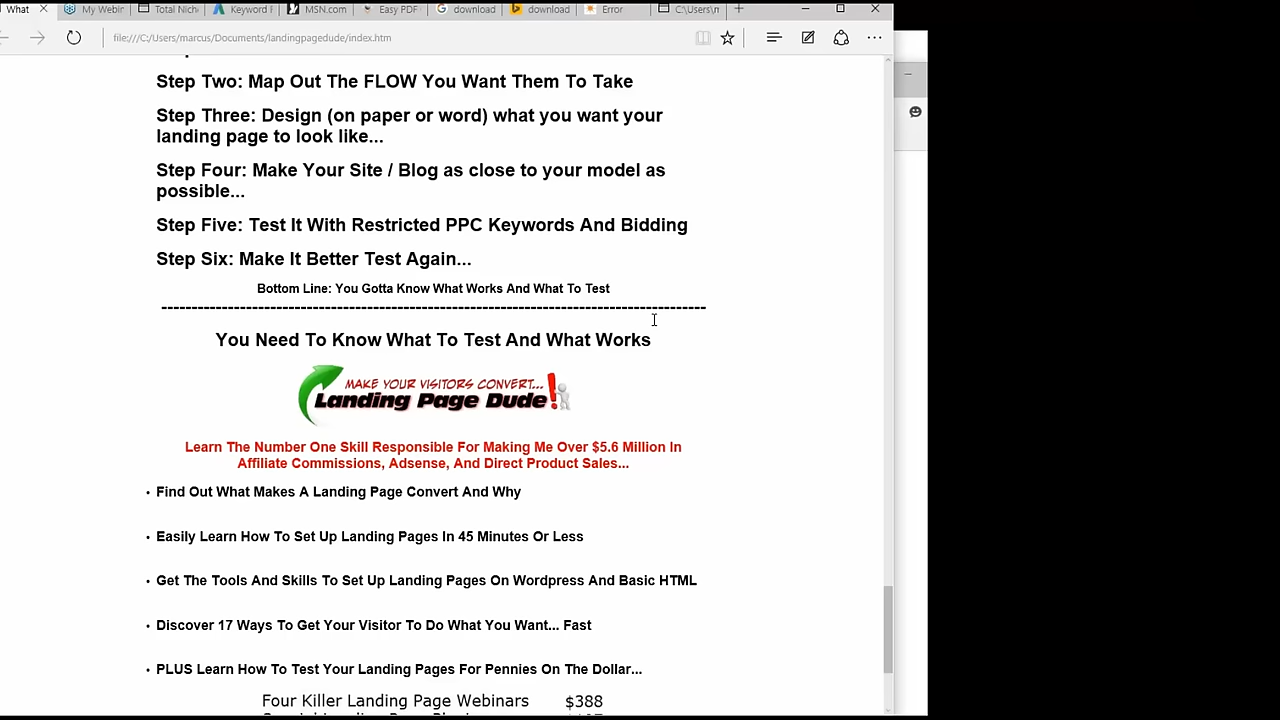 What
My Webin
Total Nich
Keyword F
MSN.com
Easy PDF
download
download
Error
C:\Users\m
file:///C:/Users/marcus/Documents/landingpagedude/index.htm
Step Two: Map Out The FLOW You Want Them To Take
Step Three: Design (on paper or word) what you want your
landing page to look like...
Step Four: Make Your Site / Blog as close to your model as
possible...
Step Five: Test It With Restricted PPC Keywords And Bidding
Step Six: Make It Better Test Again...
Bottom Line: You Gotta Know What Works And What To Test
You Need To Know What To Test And What Works
MAKE YOUR VISITORS CONVERT...
Landing Page Dude!
Learn The Number One Skill Responsible For Making Me Over $5.6 Million In
Affiliate Commissions, Adsense, And Direct Product Sales...
• Find Out What Makes A Landing Page Convert And Why
• Easily Learn How To Set Up Landing Pages In 45 Minutes Or Less
• Get The Tools And Skills To Set Up Landing Pages On Wordpress And Basic HTML
• Discover 17 Ways To Get Your Visitor To Do What You Want... Fast
• PLUS Learn How To Test Your Landing Pages For Pennies On The Dollar...
Four Killer Landing Page Webinars $388